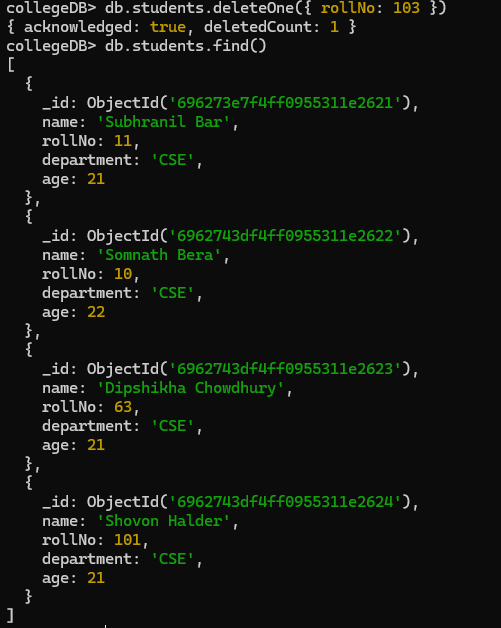 collegeDB> db.students.deleteOne({ rollNo: 103 })
{ acknowledged: true, deletedCount: 1 }
collegeDB> db.students.find()
[
  {
    _id: ObjectId('696273e7f4ff0955311e2621'),
    name: 'Subhranil Bar',
    rollNo: 11,
    department: 'CSE',
    age: 21
  },
  {
    _id: ObjectId('6962743df4ff0955311e2622'),
    name: 'Somnath Bera',
    rollNo: 10,
    department: 'CSE',
    age: 22
  },
  {
    _id: ObjectId('6962743df4ff0955311e2623'),
    name: 'Dipshikha Chowdhury',
    rollNo: 63,
    department: 'CSE',
    age: 21
  },
  {
    _id: ObjectId('6962743df4ff0955311e2624'),
    name: 'Shovon Halder',
    rollNo: 101,
    department: 'CSE',
    age: 21
  }
]